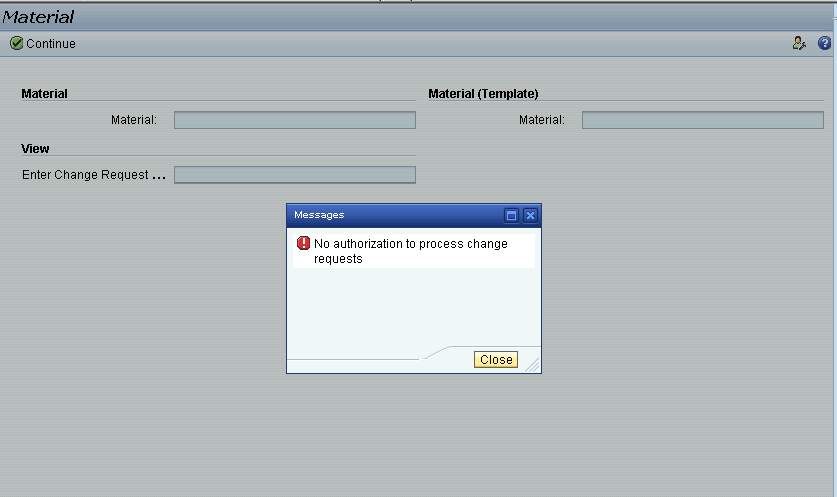 Material
Continue
Material
Material (Template)
Material:
Material:
View
Enter Change Request ...
Messages
No authorization to process change
requests
Close